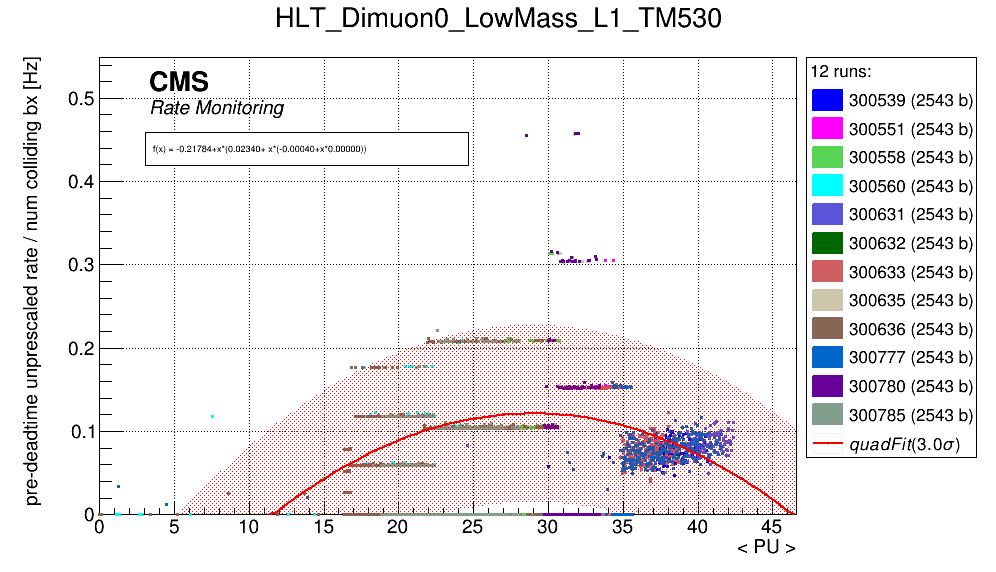 HLT_Dimuon0_LowMass_L1_TM530
pre-deadtime unprescaled rate / num colliding bx [Hz]
CMS
Rate Monitoring
f(x) = -0.21784+x*(0.02340+ x*(-0.00040+x*0.00000))
0.5
0.4
0.3
0.2
0.1
0
0 5 10 15 20 25 30 35 40 45
< PU >
12 runs:
300539 (2543 b)
300551 (2543 b)
300558 (2543 b)
300560 (2543 b)
300631 (2543 b)
300632 (2543 b)
300633 (2543 b)
300635 (2543 b)
300636 (2543 b)
300777 (2543 b)
300780 (2543 b)
300785 (2543 b)
quadFit(3.0σ)